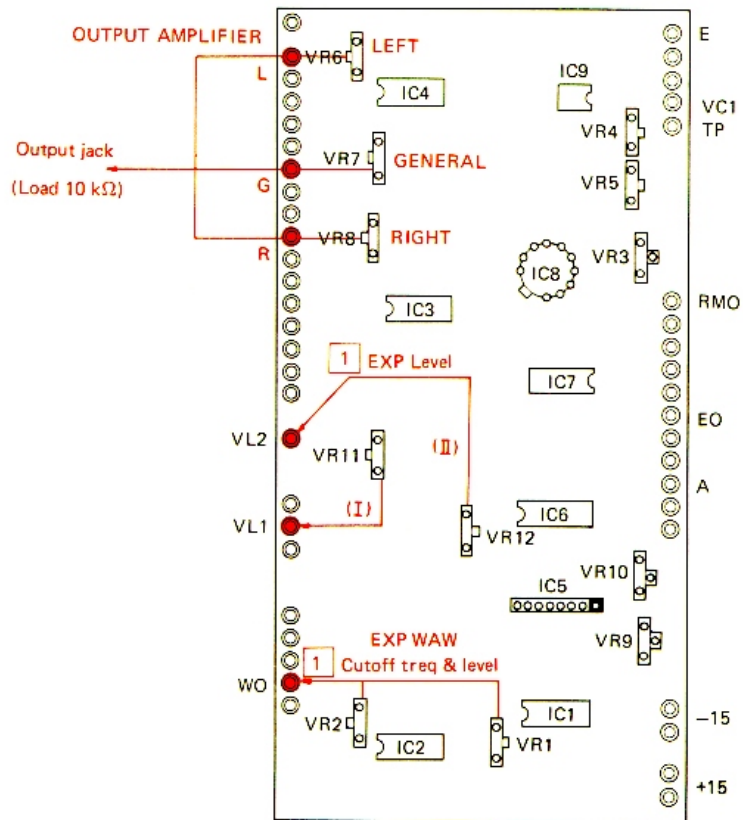 OUTPUT AMPLIFIER
L
VR6
LEFT
IC4
IC9
E
VC1
TP
VR4
VR5
Output jack
(Load 10 kΩ)
VR7
GENERAL
G
VR8
RIGHT
R
VR3
IC8
IC3
RMO
1
EXP Level
IC7
VL2
VR11
(II)
EO
A
(I)
VL1
IC6
VR12
VR10
IC5
EXP WAW
VR9
1
Cutoff treq & level
WO
VR2
IC2
VR1
IC1
−15
+15